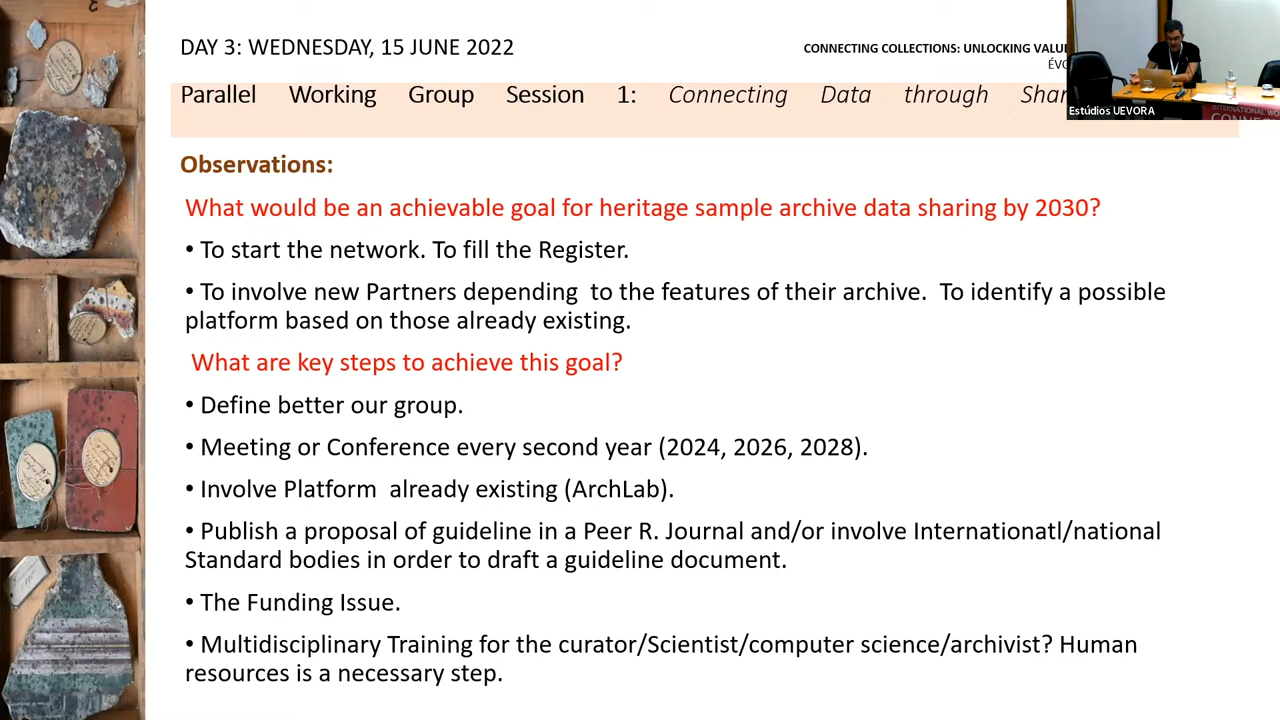 DAY 3: WEDNESDAY, 15 JUNE 2022
CONNECTING COLLECTIONS: UNLOCKING
Parallel Working Group Session 1: Connecting Data through
Estúdios UEVORA
Observations:
What would be an achievable goal for heritage sample archive data sharing by 2030?
• To start the network. To fill the Register.
• To involve new Partners depending  to the features of their archive.  To identify a possible
platform based on those already existing.
What are key steps to achieve this goal?
• Define better our group.
• Meeting or Conference every second year (2024, 2026, 2028).
• Involve Platform  already existing (ArchLab).
• Publish a proposal of guideline in a Peer R. Journal and/or involve Internationatl/national
Standard bodies in order to draft a guideline document.
• The Funding Issue.
• Multidisciplinary Training for the curator/Scientist/computer science/archivist? Human
resources is a necessary step.